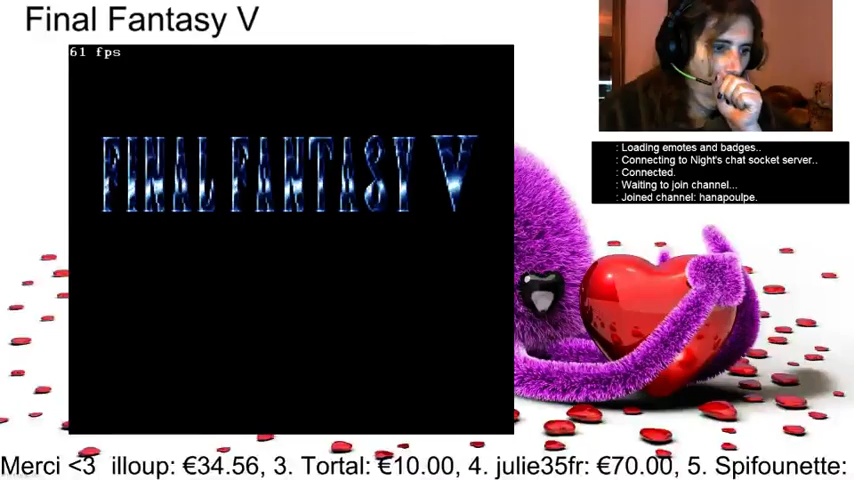 Final Fantasy V
61 fps
FINAL FANTASY V
: Loading emotes and badges..
: Connecting to Night's chat socket server..
: Connected.
: Waiting to join channel...
: Joined channel: hanapoulpe.
Merci <3 illoup: €34.56, 3. Tortal: €10.00, 4. julie35fr: €70.00, 5. Spifounette: